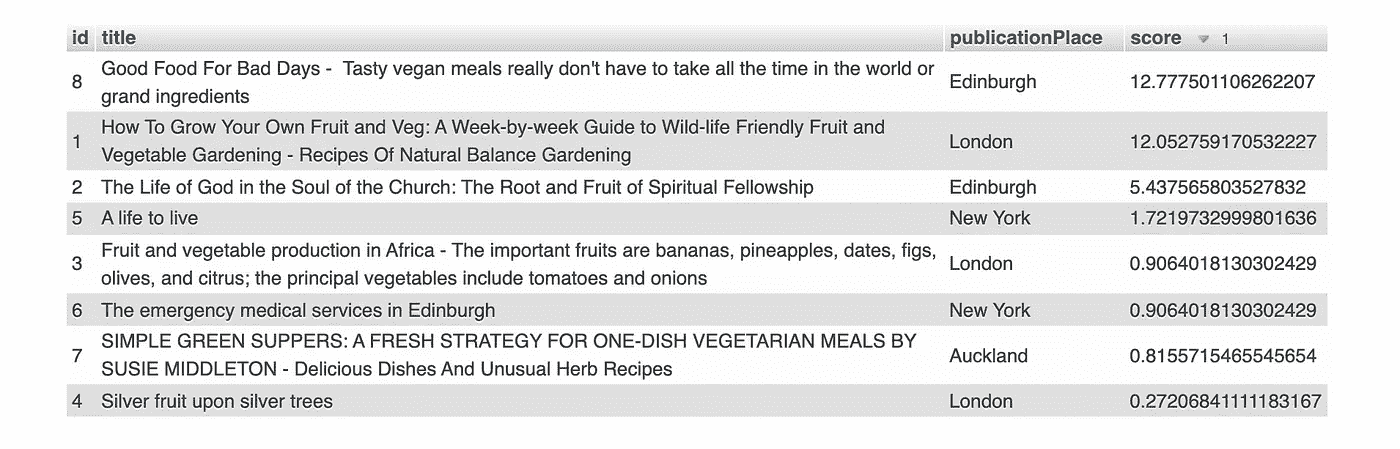 id title publicationPlace score 1
Good Food For Bad Days -  Tasty vegan meals really don't have to take all the time in the world or
8 grand ingredients Edinburgh 12.777501106262207
How To Grow Your Own Fruit and Veg: A Week-by-week Guide to Wild-life Friendly Fruit and
1 Vegetable Gardening - Recipes Of Natural Balance Gardening London 12.052759170532227
2 The Life of God in the Soul of the Church: The Root and Fruit of Spiritual Fellowship Edinburgh 5.437565803527832
5 A life to live New York 1.7219732999801636
Fruit and vegetable production in Africa - The important fruits are bananas, pineapples, dates, figs,
3 olives, and citrus; the principal vegetables include tomatoes and onions London 0.9064018130302429
6 The emergency medical services in Edinburgh New York 0.9064018130302429
SIMPLE GREEN SUPPERS: A FRESH STRATEGY FOR ONE-DISH VEGETARIAN MEALS BY
7 SUSIE MIDDLETON - Delicious Dishes And Unusual Herb Recipes Auckland 0.8155715465545654
4 Silver fruit upon silver trees London 0.27206841111183167